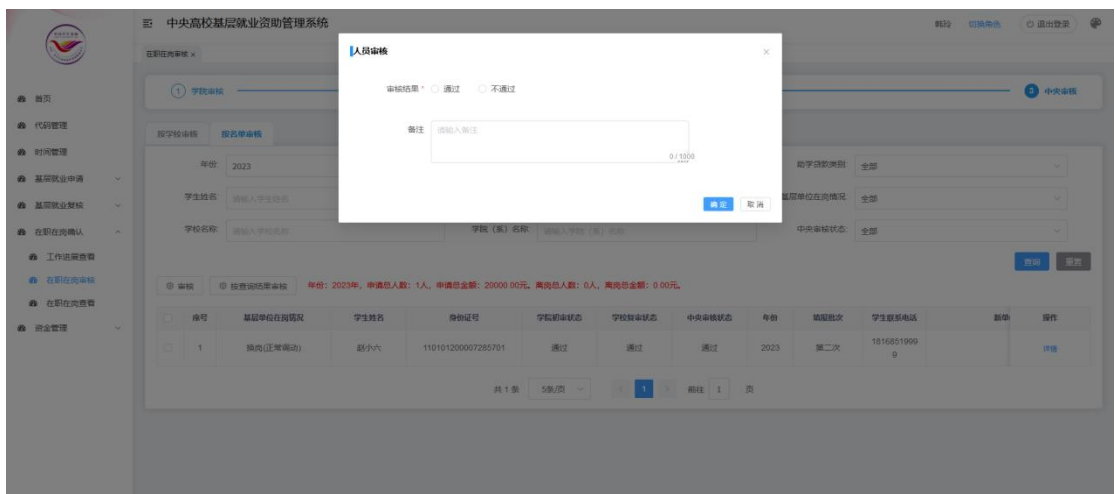 中央高校基层就业资助管理系统
切换角色
退出登录
在职在岗审核 ×
人员审核
×
首页
代码管理
时间管理
基层就业申请
基层就业复核
在职在岗确认
工作进展查看
在职在岗审核
在职在岗查看
资金管理
1 学院审核
3 中央审核
按学校审核 按名单审核
审核结果 * 通过 不通过
备注 请输入备注
0 / 1000
确定 取消
年份: 2023
助学贷款类别: 全部
学生姓名: 请输入学生姓名
基层单位在岗情况: 全部
学校名称: 请输入学校名称
学院（系）名称: 请输入学院（系）名称
中央审核状态: 全部
查询 重置
审核 按查询结果审核 年份：2023年，申请总人数：1人，申请总金额：20000.00元。离岗总人数：0人，离岗总金额：0.00元。
序号 基层单位在岗情况 学生姓名 身份证号 学院初审状态 学校复审状态 中央审核状态 年份 填报批次 学生联系电话 新单 操作
1 换岗(正常调动) 赵小六 110101200007285701 通过 通过 通过 2023 第二次 1816851999
9 详情
共 1 条 5条/页 1 前往 1 页